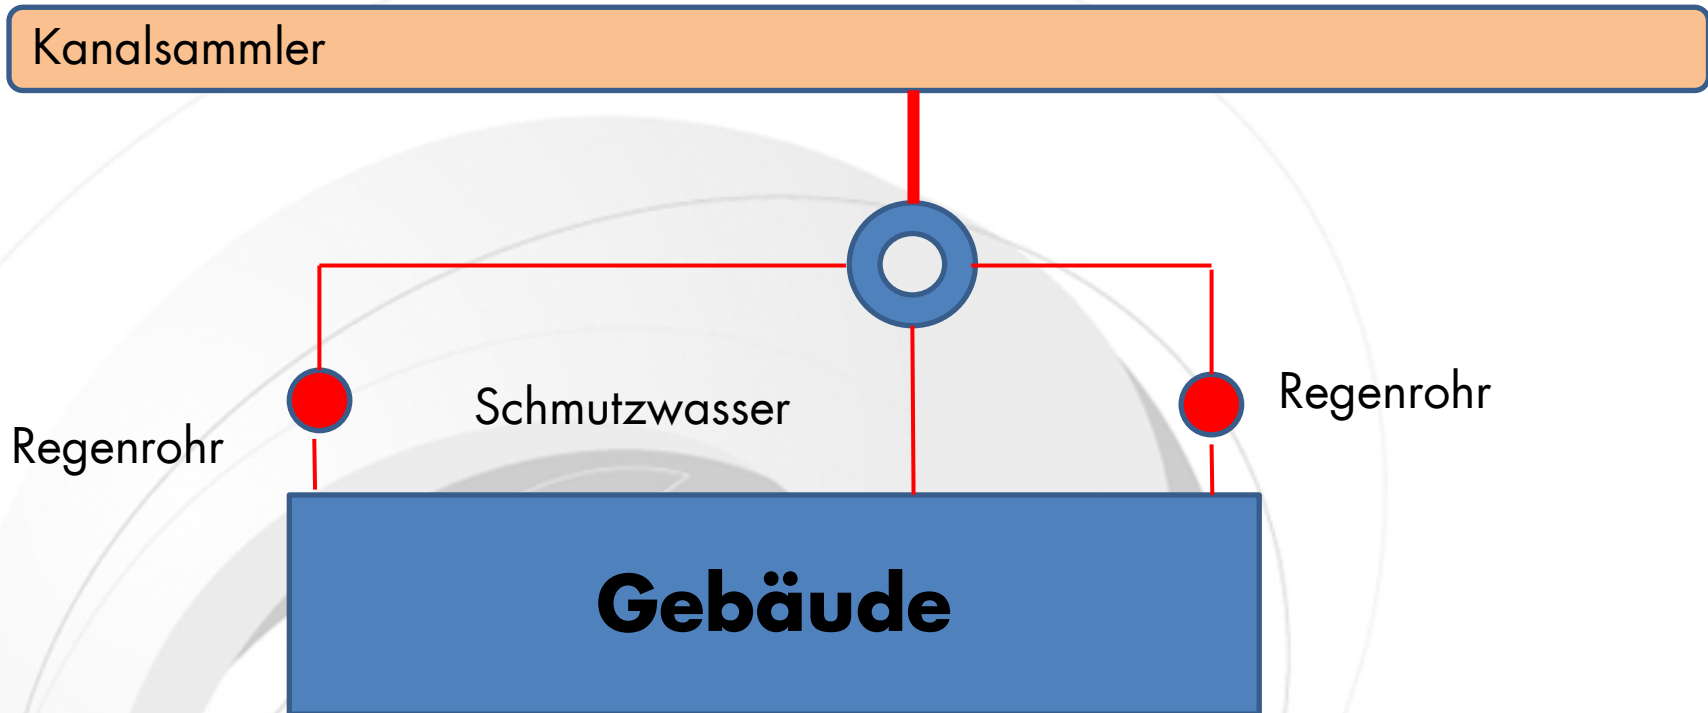 Kanalsammler
Regenrohr
Schmutzwasser
Regenrohr
Gebäude